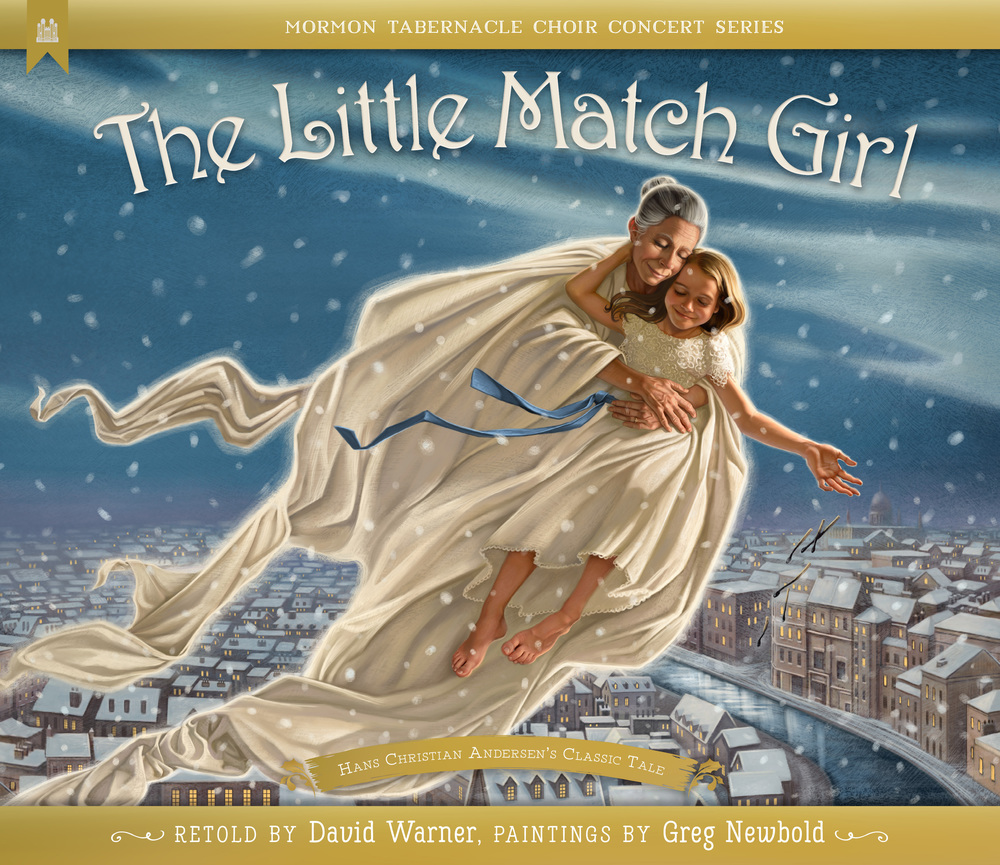 MORMON TABERNACLE CHOIR CONCERT SERIES
The Little Match Girl
HANS CHRISTIAN ANDERSEN'S CLASSIC TALE
RETOLD BY David Warner, PAINTINGS BY Greg Newbold